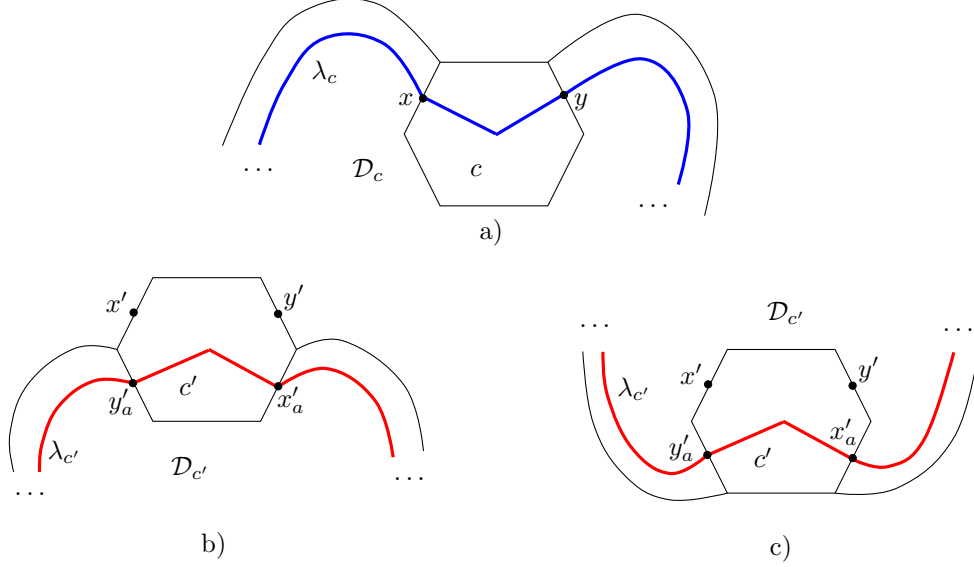 λ_c
x
y
𝒟_c
c
...
...
a)
x'
y'
y'_a
c'
x'_a
λ_{c'}
𝒟_{c'}
...
...
b)
𝒟_{c'}
...
...
x'
y'
λ_{c'}
x'_a
y'_a
c'
c)